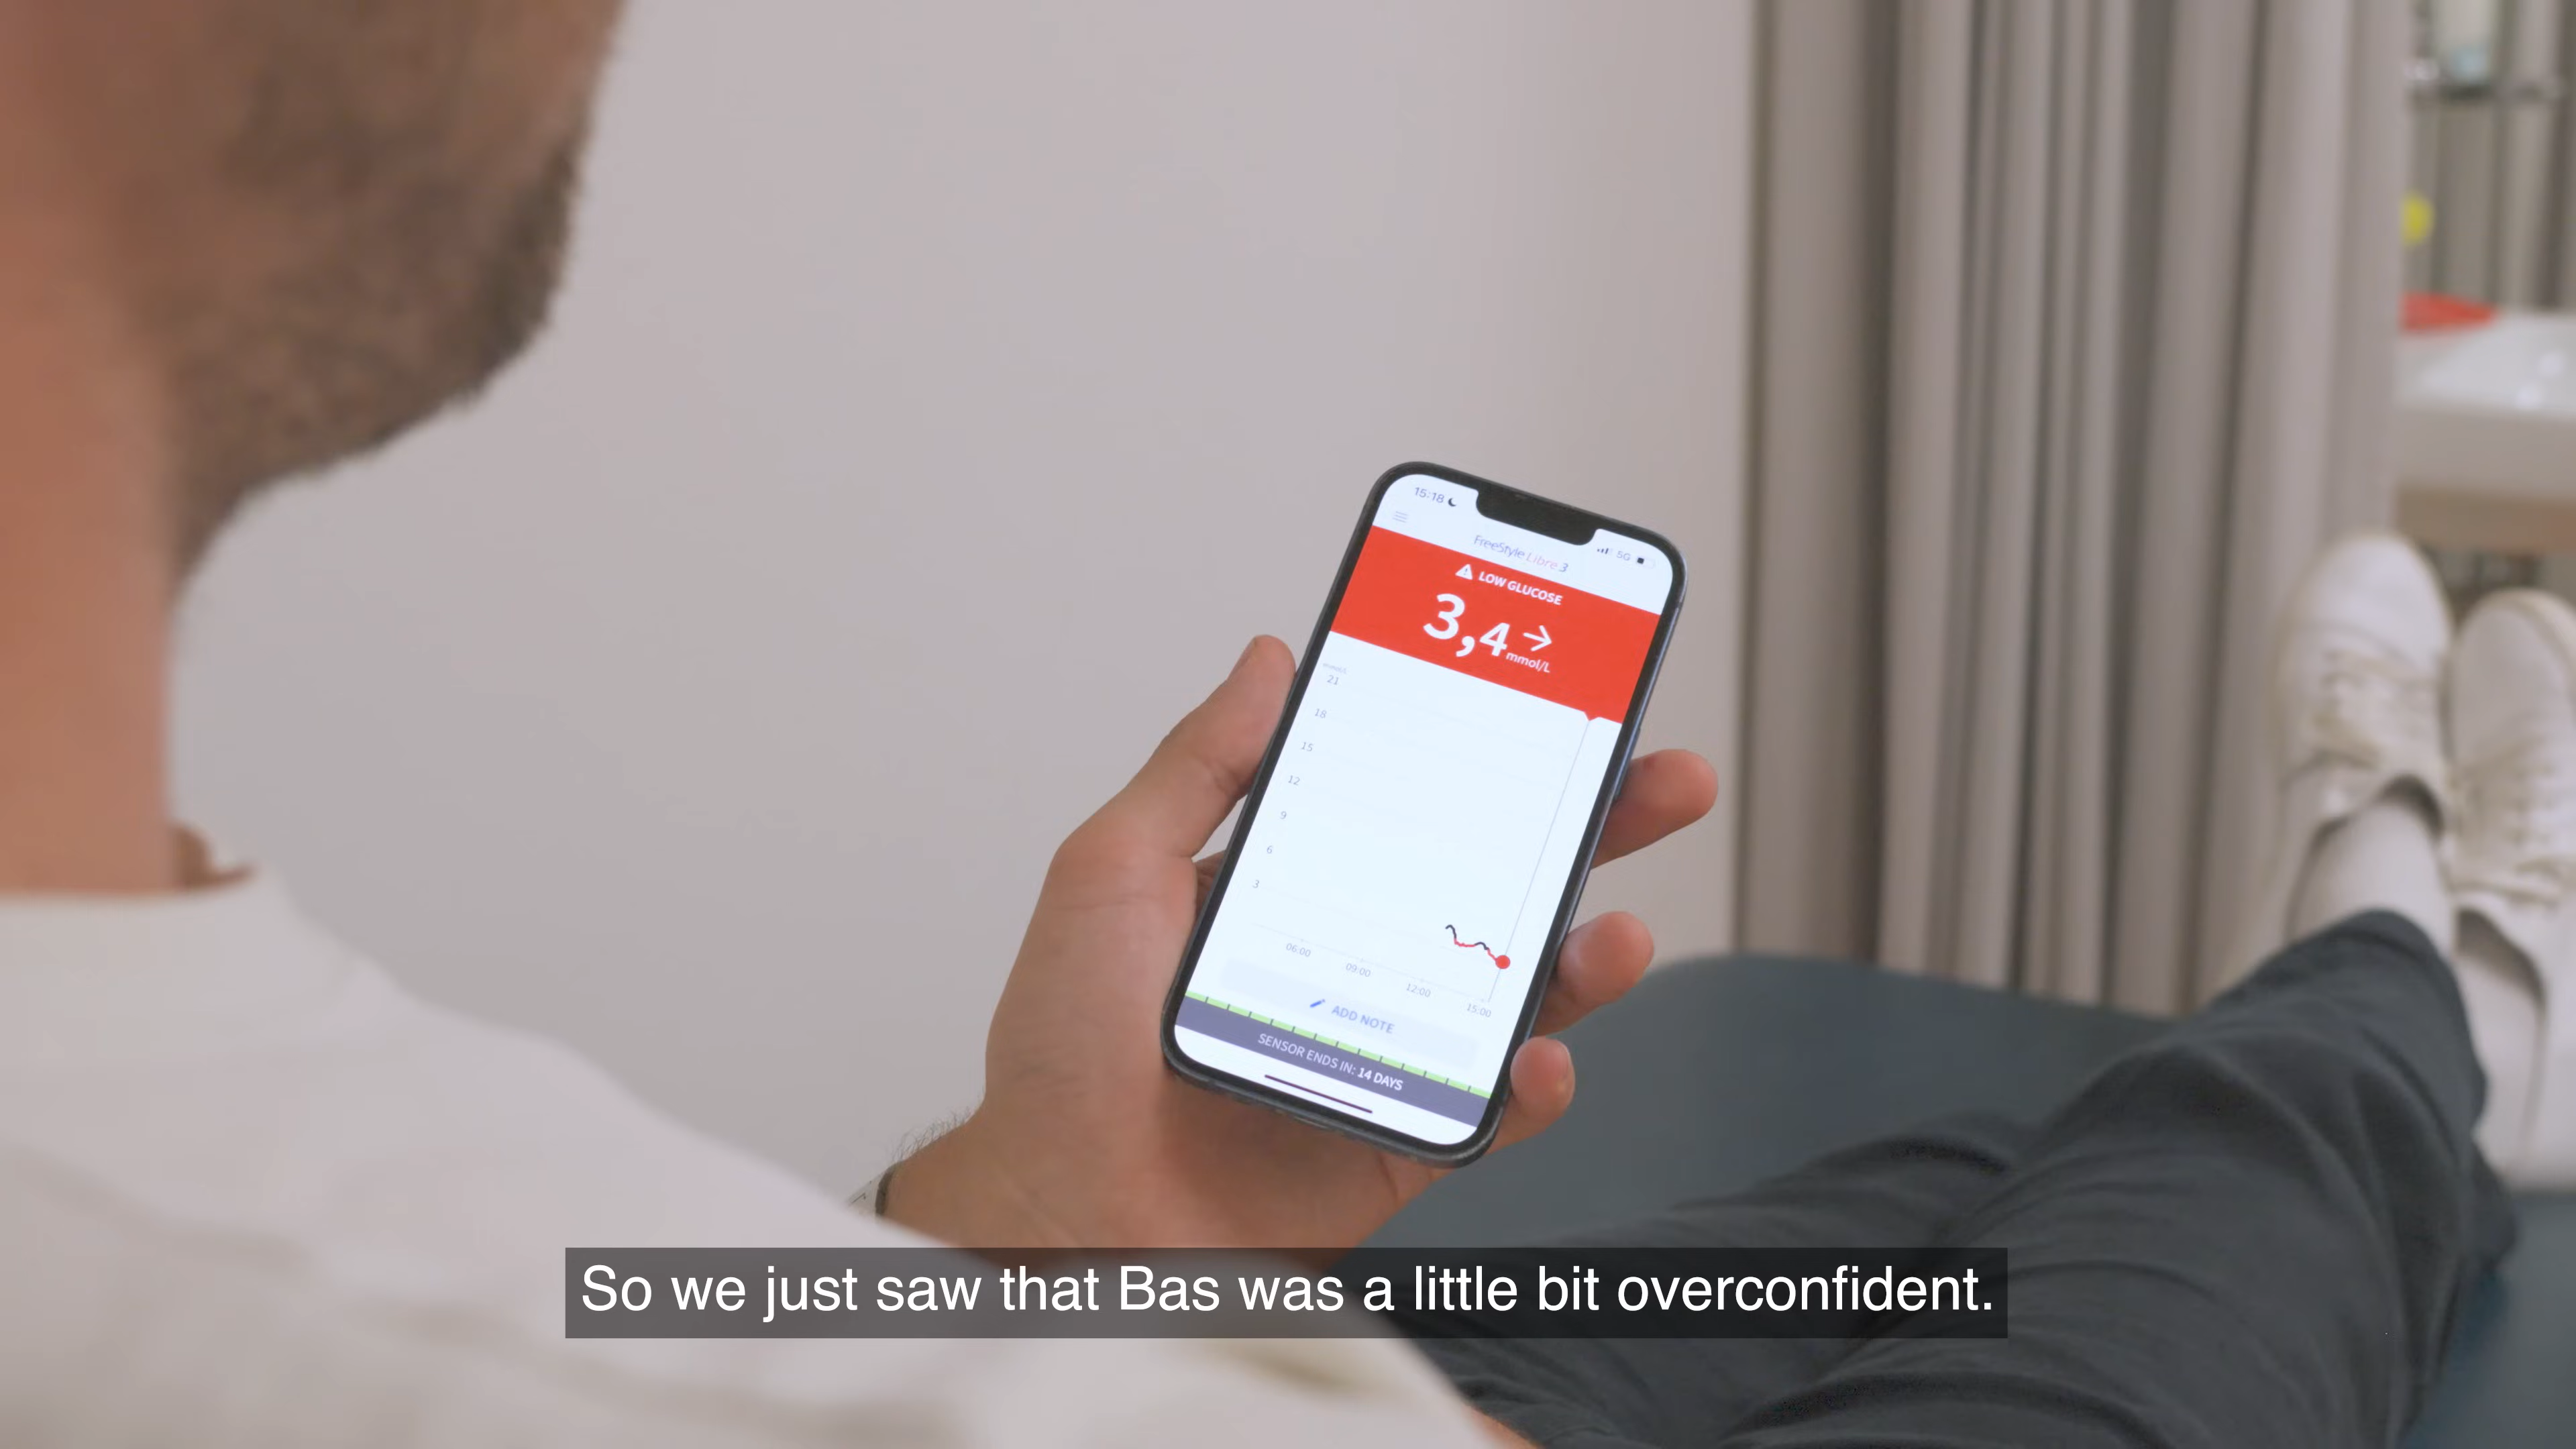 15:18
5G
FreeStyle Libre 3
LOW GLUCOSE
3,4
mmol/L
21
18
15
12
9
6
3
06:00
09:00
12:00
15:00
ADD NOTE
SENSOR ENDS IN: 14 DAYS
So we just saw that Bas was a little bit overconfident.